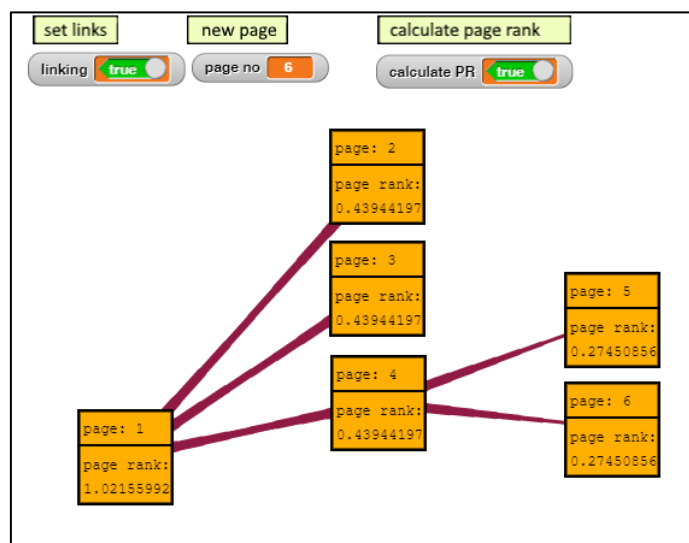 set links
new page
calculate page rank
linking true
page no 6
calculate PR true
page: 2
page rank:
0.43944197
page: 3
page rank:
0.43944197
page: 5
page rank:
0.27450856
page: 4
page rank:
0.43944197
page: 6
page rank:
0.27450856
page: 1
page rank:
1.02155992